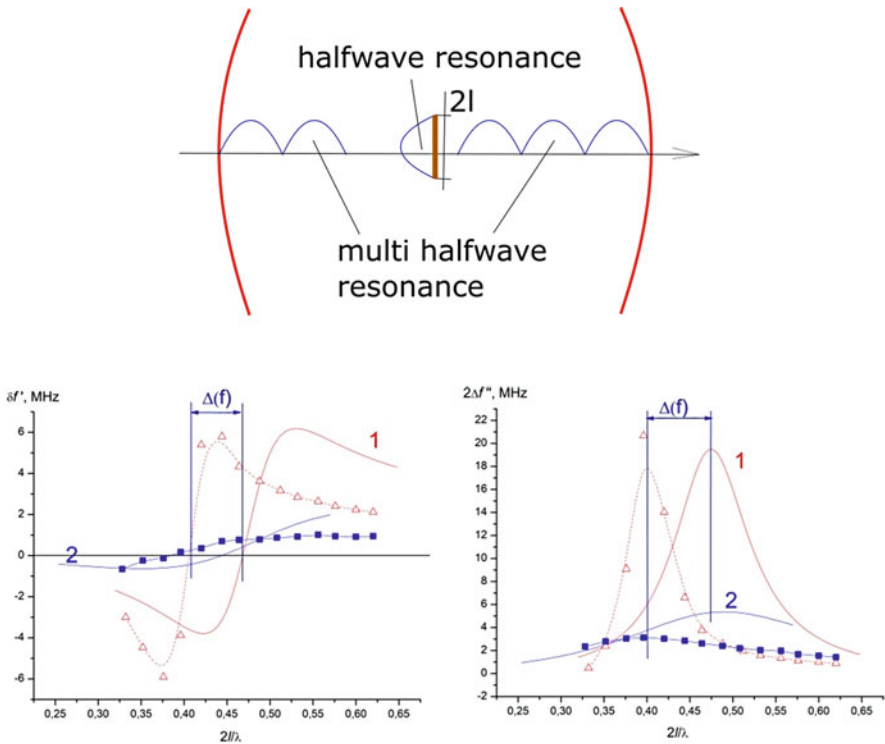 halfwave resonance
2l
multi halfwave
resonance
δf ', MHz
Δ(f)
6
4
2
0
-2
-4
-6
1
2
0,25 0,30 0,35 0,40 0,45 0,50 0,55 0,60 0,65
2l/λ
2Δf '', MHz
Δ(f)
22
20
18
16
14
12
10
8
6
4
2
0
-2
1
2
0,25 0,30 0,35 0,40 0,45 0,50 0,55 0,60 0,65
2l/λ